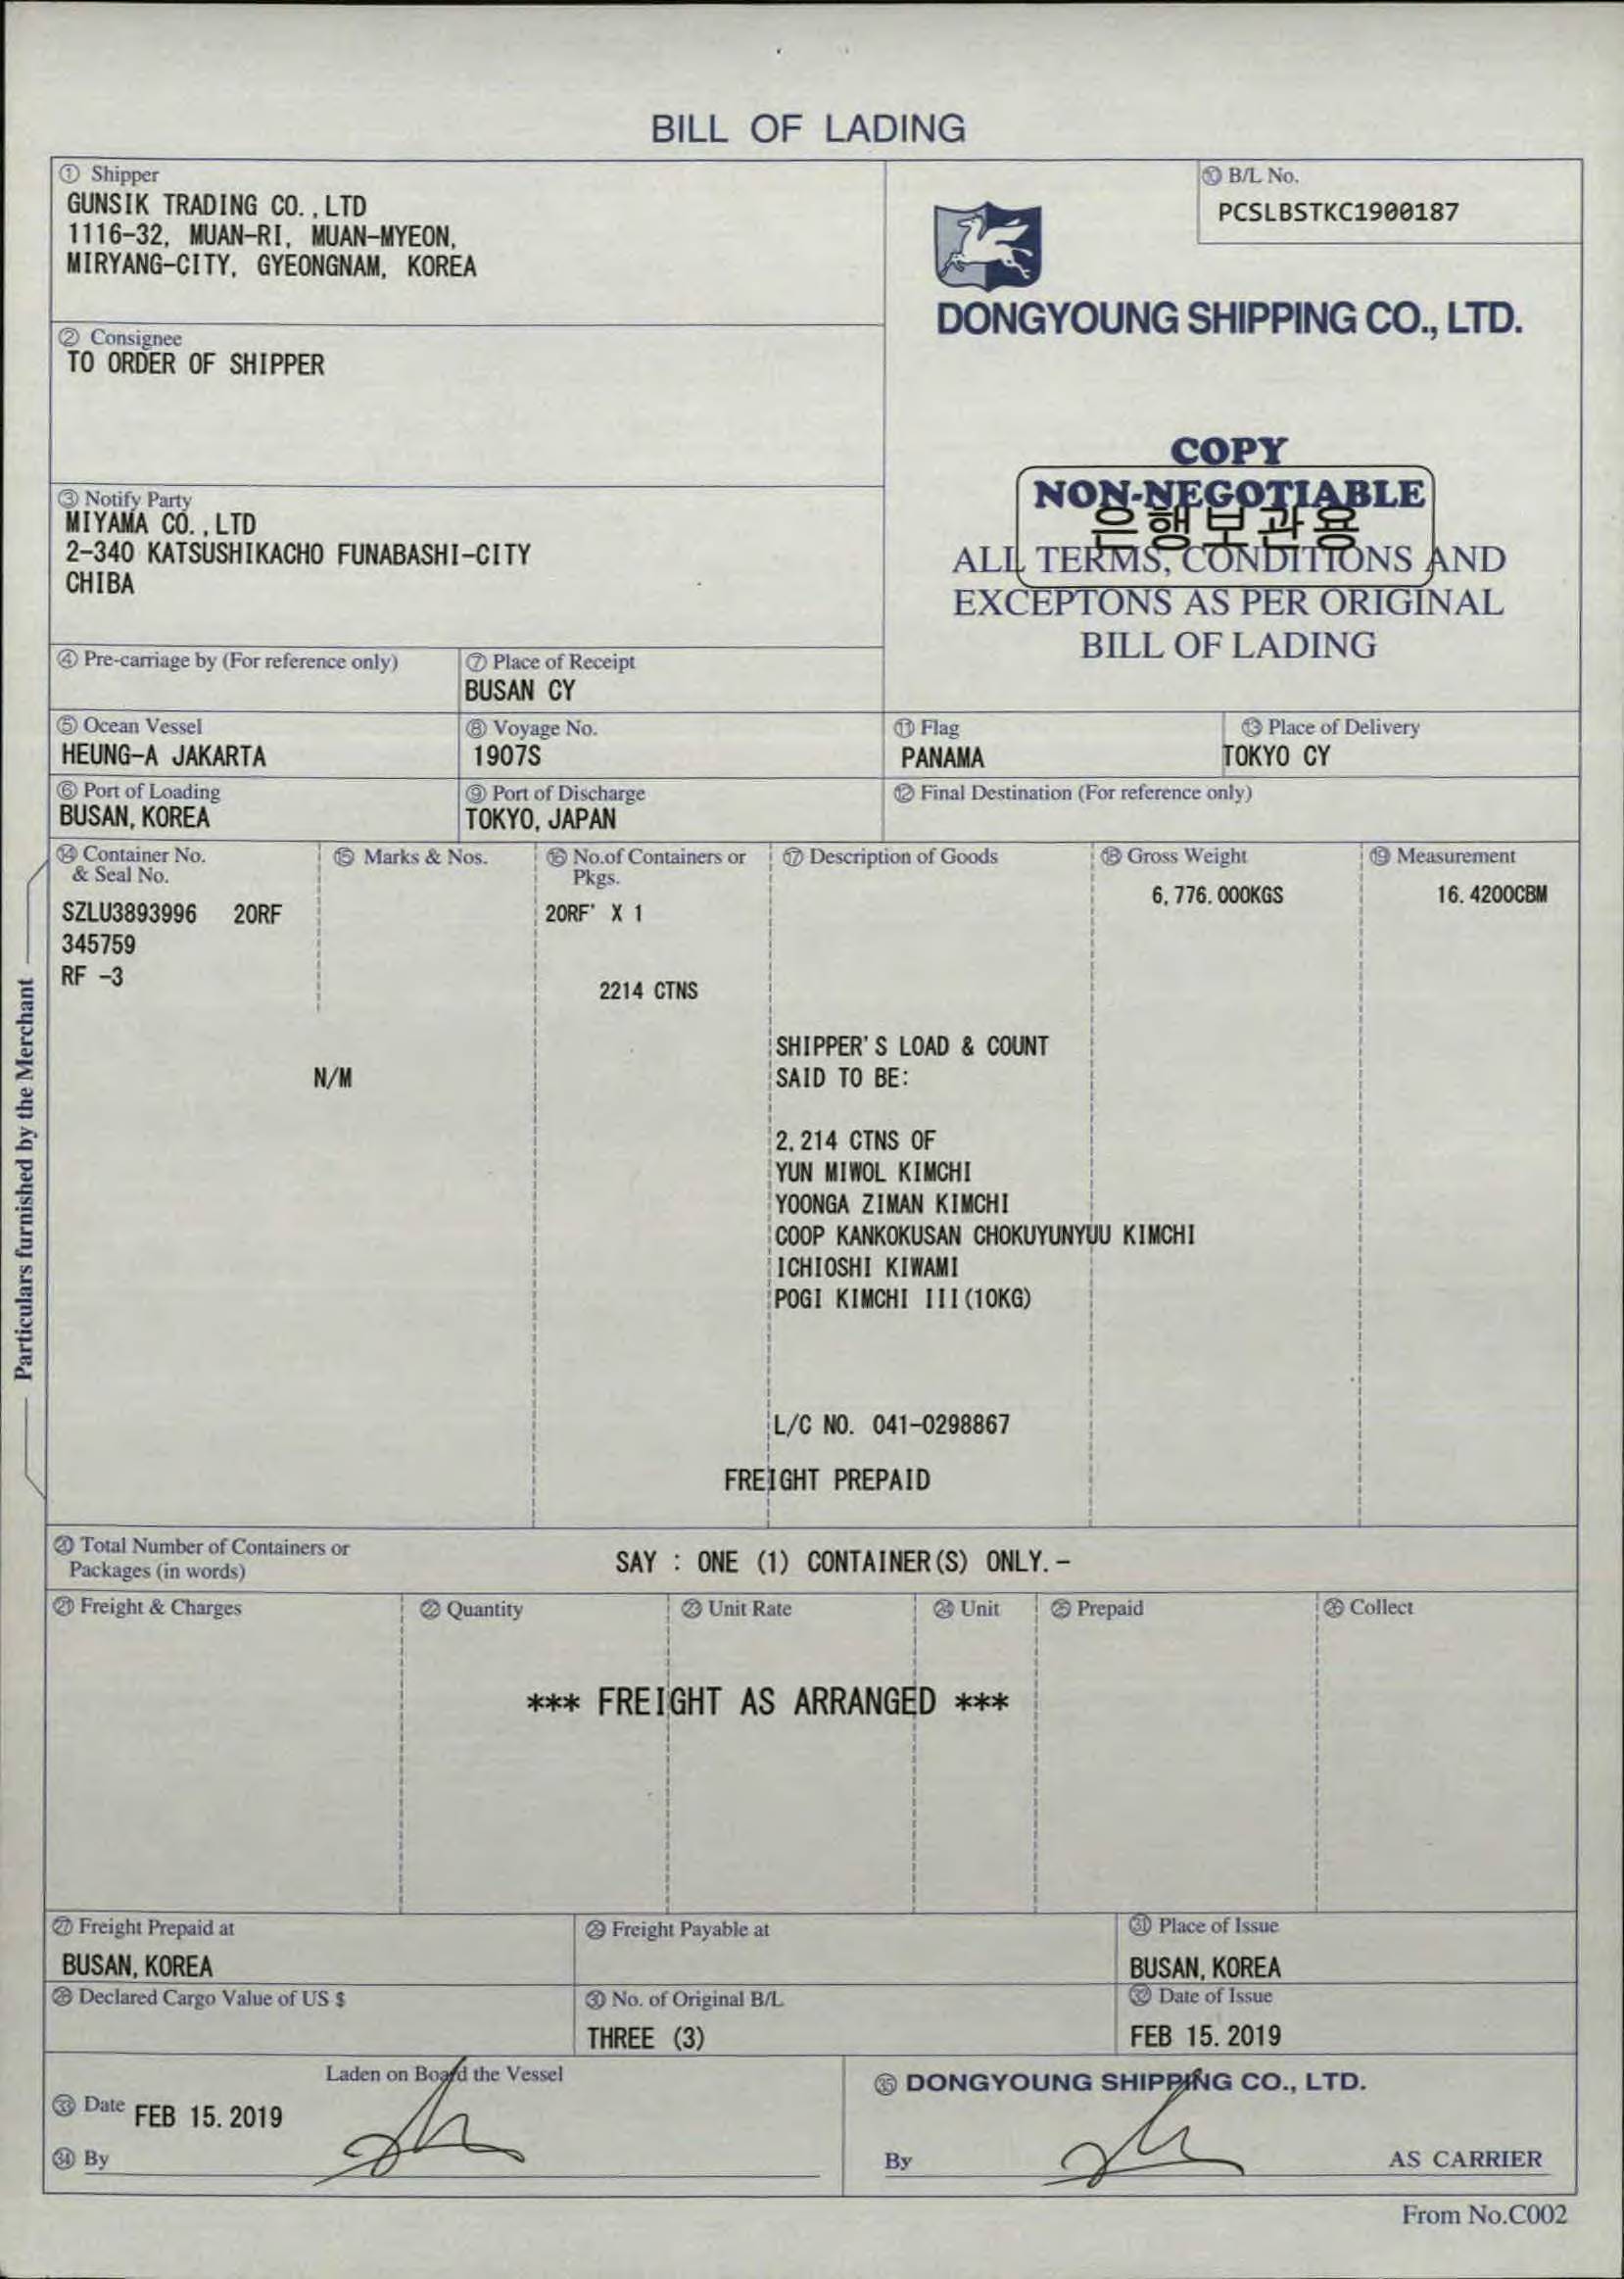 BILL OF LADING
① Shipper
GUNSIK TRADING CO.,LTD
1116-32, MUAN-RI, MUAN-MYEON,
MIRYANG-CITY, GYEONGNAM, KOREA
⑩ B/L No.
PCSLBSTKC1900187
DONGYOUNG SHIPPING CO., LTD.
② Consignee
TO ORDER OF SHIPPER
③ Notify Party
MIYAMA CO.,LTD
2-340 KATSUSHIKACHO FUNABASHI-CITY
CHIBA
COPY
NON-NEGOTIABLE
은행보관용
ALL TERMS, CONDITIONS AND
EXCEPTONS AS PER ORIGINAL
BILL OF LADING
④ Pre-carriage by (For reference only)
⑦ Place of Receipt
BUSAN CY
⑤ Ocean Vessel
HEUNG-A JAKARTA
⑧ Voyage No.
1907S
⑪ Flag
PANAMA
⑬ Place of Delivery
TOKYO CY
⑥ Port of Loading
BUSAN, KOREA
⑨ Port of Discharge
TOKYO, JAPAN
⑫ Final Destination (For reference only)
⑭ Container No.
& Seal No.
⑮ Marks & Nos.
⑯ No.of Containers or
Pkgs.
⑰ Description of Goods
⑱ Gross Weight
⑲ Measurement
6,776.000KGS
16.4200CBM
SZLU3893996 20RF
20RF' X 1
345759
RF -3
2214 CTNS
SHIPPER'S LOAD & COUNT
N/M
SAID TO BE:
2,214 CTNS OF
YUN MIWOL KIMCHI
YOONGA ZIMAN KIMCHI
COOP KANKOKUSAN CHOKUYUNYUU KIMCHI
ICHIOSHI KIWAMI
POGI KIMCHI III(10KG)
L/C NO. 041-0298867
FREIGHT PREPAID
Particulars furnished by the Merchant
⑳ Total Number of Containers or
Packages (in words)
SAY : ONE (1) CONTAINER(S) ONLY.-
㉑ Freight & Charges
㉒ Quantity
㉓ Unit Rate
㉔ Unit
㉕ Prepaid
㉖ Collect
*** FREIGHT AS ARRANGED ***
㉗ Freight Prepaid at
BUSAN, KOREA
㉙ Freight Payable at
㉛ Place of Issue
BUSAN, KOREA
㉘ Declared Cargo Value of US $
㉚ No. of Original B/L
THREE (3)
㉜ Date of Issue
FEB 15.2019
Laden on Board the Vessel
㉝ Date FEB 15.2019
㉞ By
㉟ DONGYOUNG SHIPPING CO., LTD.
By
AS CARRIER
From No.C002